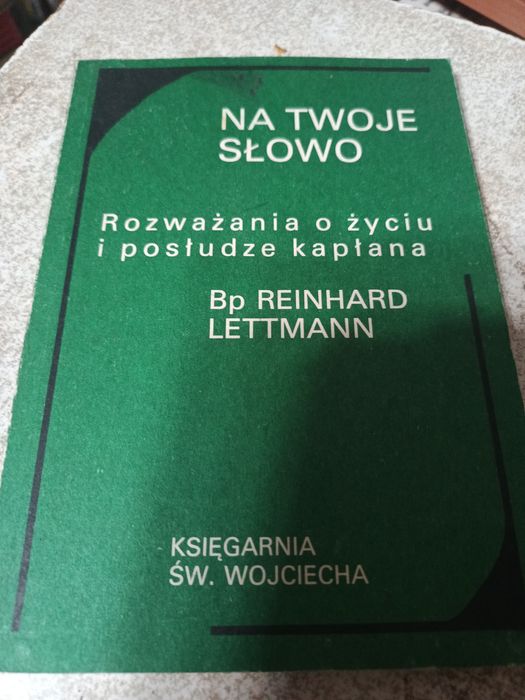 NA TWOJE
SŁOWO
Rozważania o życiu
i posłudze kapłana
Bp REINHARD
LETTMANN
KSIĘGARNIA
ŚW. WOJCIECHA